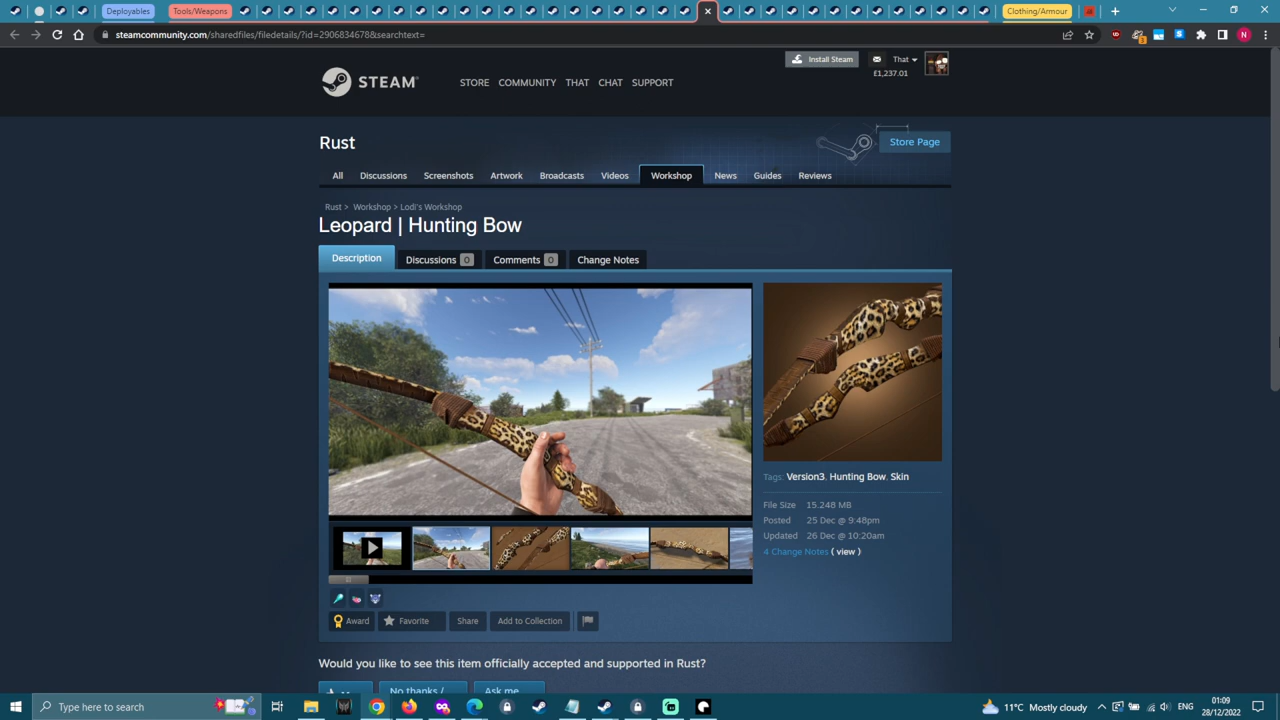 Deployables
Tools/Weapons
Clothing/Armour
steamcommunity.com/sharedfiles/filedetails/?id=2906834678&searchtext=
N
Install Steam
That
£1,237.01
STEAM
STORE COMMUNITY THAT CHAT SUPPORT
Rust
Store Page
All Discussions Screenshots Artwork Broadcasts Videos Workshop News Guides Reviews
Rust > Workshop > Lodi's Workshop
Leopard | Hunting Bow
Description Discussions 0 Comments 0 Change Notes
Tags: Version3, Hunting Bow, Skin
File Size 15.248 MB
Posted 25 Dec @ 9:48pm
Updated 26 Dec @ 10:20am
4 Change Notes ( view )
Award Favorite Share Add to Collection
Would you like to see this item officially accepted and supported in Rust?
No thanks /
Ask me
Type here to search
11°C Mostly cloudy
ENG
01:09
28/12/2022